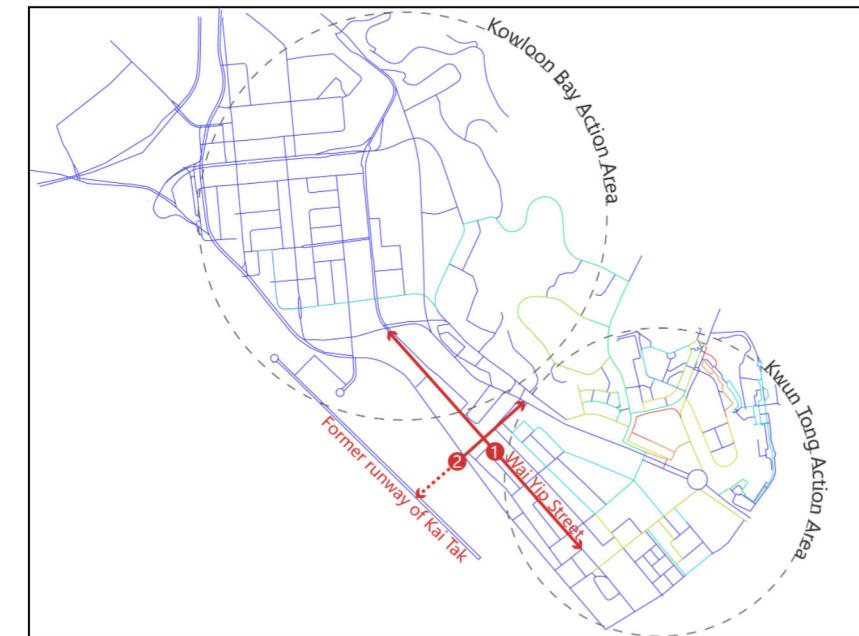 Kowloon Bay Action Area
Kwun Tong Action Area
1
Wai Yip Street
2
Former runway of Kai Tak